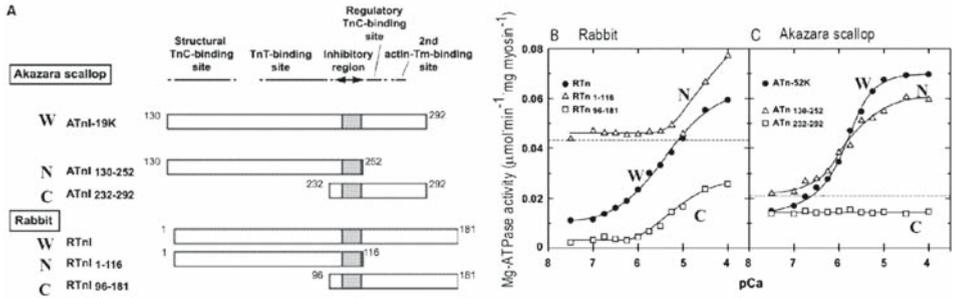 A
Structural
TnC-binding
site
TnT-binding
site
Inhibitory
region
Regulatory
TnC-binding
site
2nd
actin-Tm-binding
site
Akazara scallop
W ATnI-19K 130 292
N ATnI 130-252 130 252
C ATnI 232-292 232 292
Rabbit
W RTnI 1 181
N RTnI 1-116 1 116
C RTnI 96-181 96 181
B Rabbit
Mg-ATPase activity (μmol·min⁻¹·mg myosin⁻¹)
0.08
0.06
0.04
0.02
0
RTn
RTn 1-116
RTn 96-181
N
W
C
8 7 6 5 4
C Akazara scallop
ATn-52K
ATn 130-252
ATn 232-292
W
N
C
8 7 6 5 4
pCa